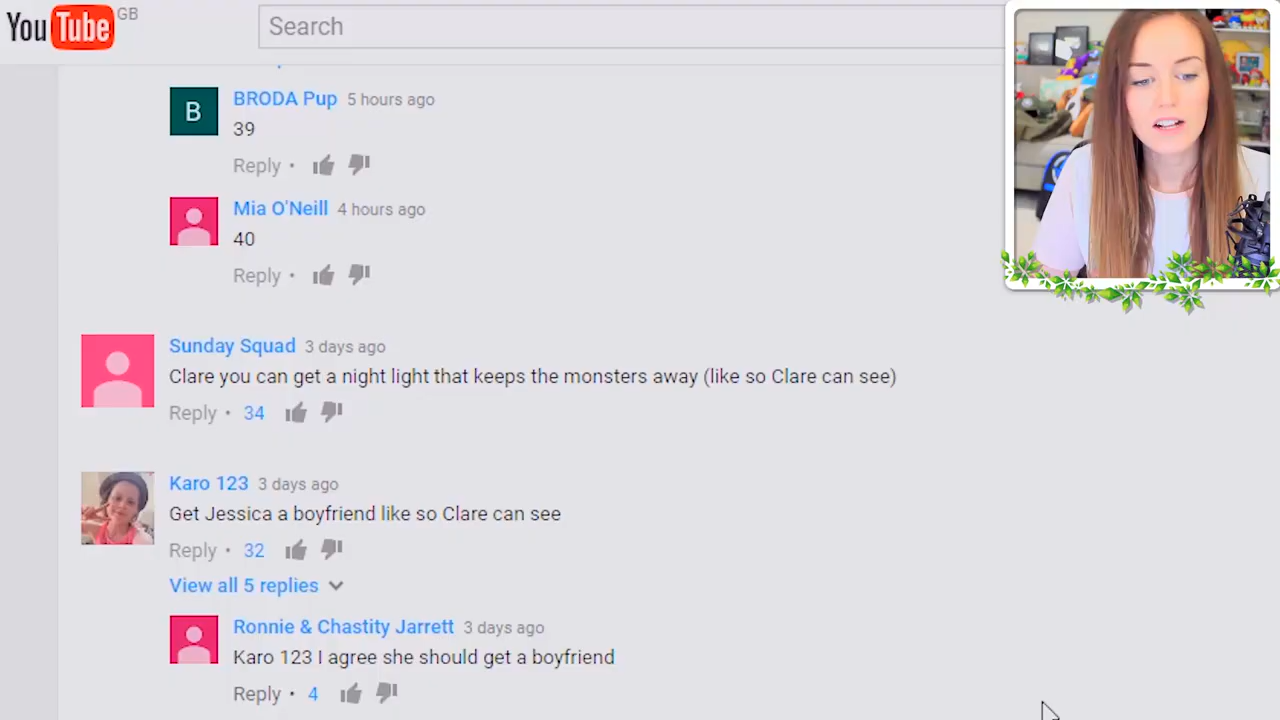 YouTube GB
Search
B
BRODA Pup 5 hours ago
39
Reply •
Mia O'Neill 4 hours ago
40
Reply •
Sunday Squad 3 days ago
Clare you can get a night light that keeps the monsters away (like so Clare can see)
Reply • 34
Karo 123 3 days ago
Get Jessica a boyfriend like so Clare can see
Reply • 32
View all 5 replies
Ronnie & Chastity Jarrett 3 days ago
Karo 123 I agree she should get a boyfriend
Reply • 4